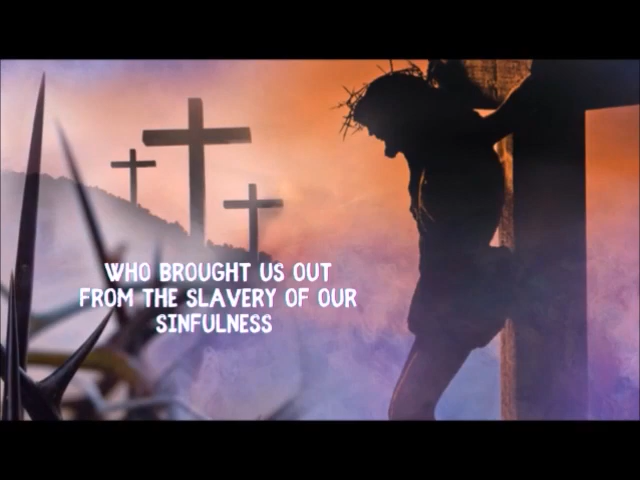 WHO BROUGHT US OUT
FROM THE SLAVERY OF OUR
SINFULNESS